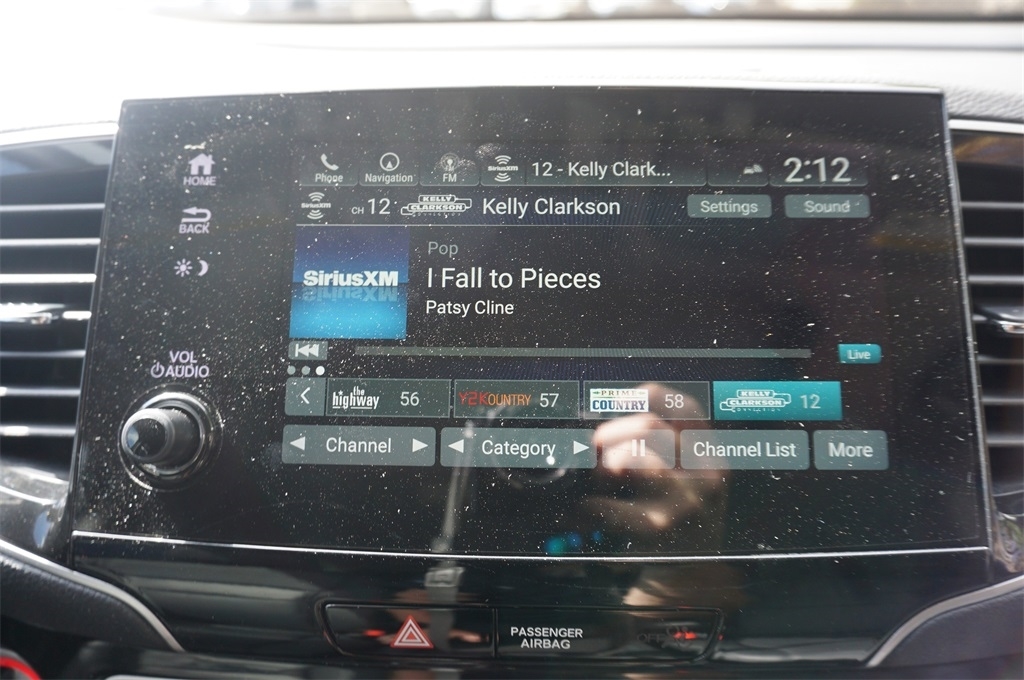 HOME
BACK
VOL
AUDIO
Phone
Navigation
FM
SiriusXM
12 - Kelly Clark...
2:12
SiriusXM
CH 12
KELLY CLARKSON
Kelly Clarkson
Settings
Sound
SiriusXM
Pop
I Fall to Pieces
Patsy Cline
Live
the highway 56
Y2KOUNTRY 57
PRIME COUNTRY 58
KELLY CLARKSON 12
Channel
Category
Channel List
More
PASSENGER
AIRBAG
OFF